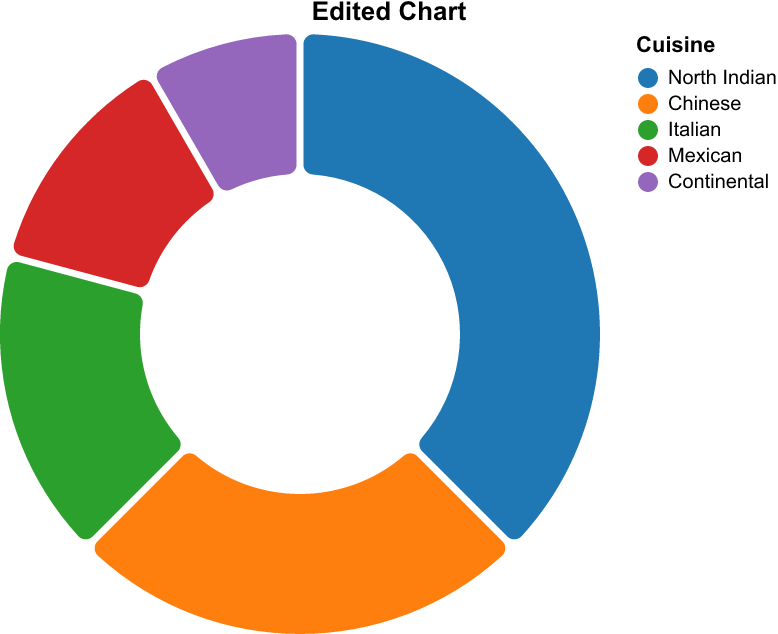 Edited Chart
Cuisine
North Indian
Chinese
Italian
Mexican
Continental